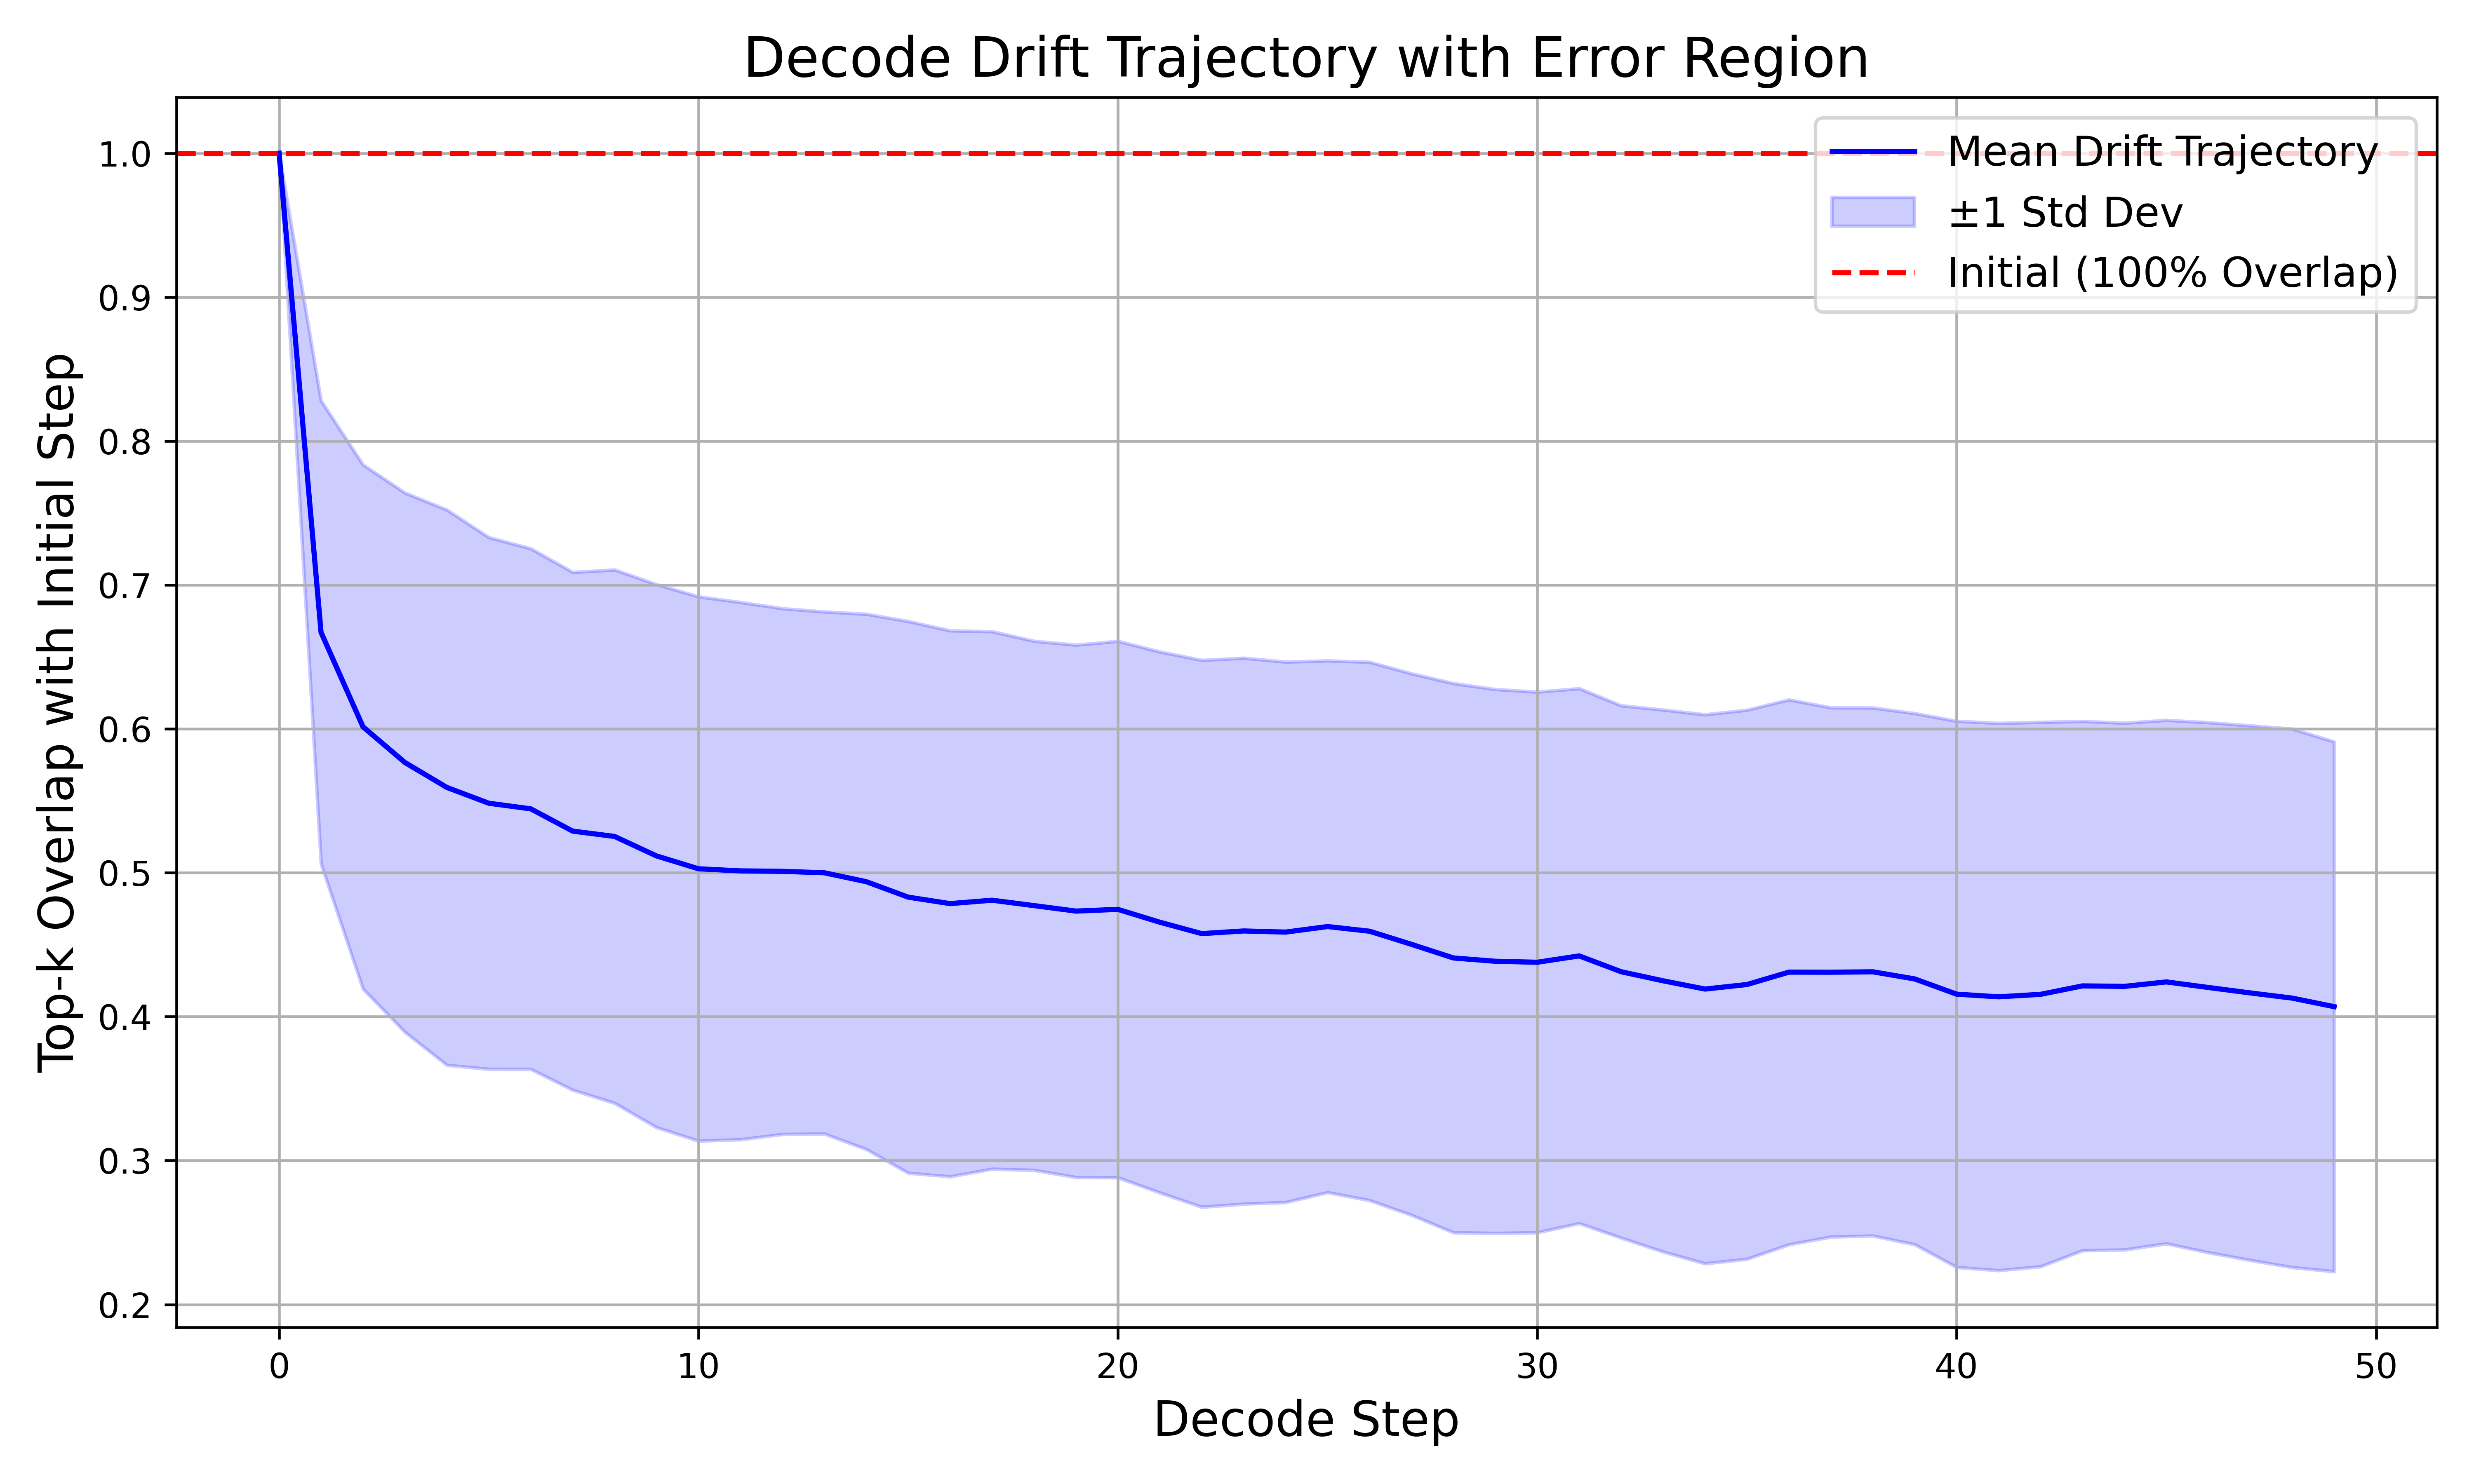 Decode Drift Trajectory with Error Region
Mean Drift Trajectory
±1 Std Dev
Initial (100% Overlap)
Top-k Overlap with Initial Step
1.0
0.9
0.8
0.7
0.6
0.5
0.4
0.3
0.2
0 10 20 30 40 50
Decode Step